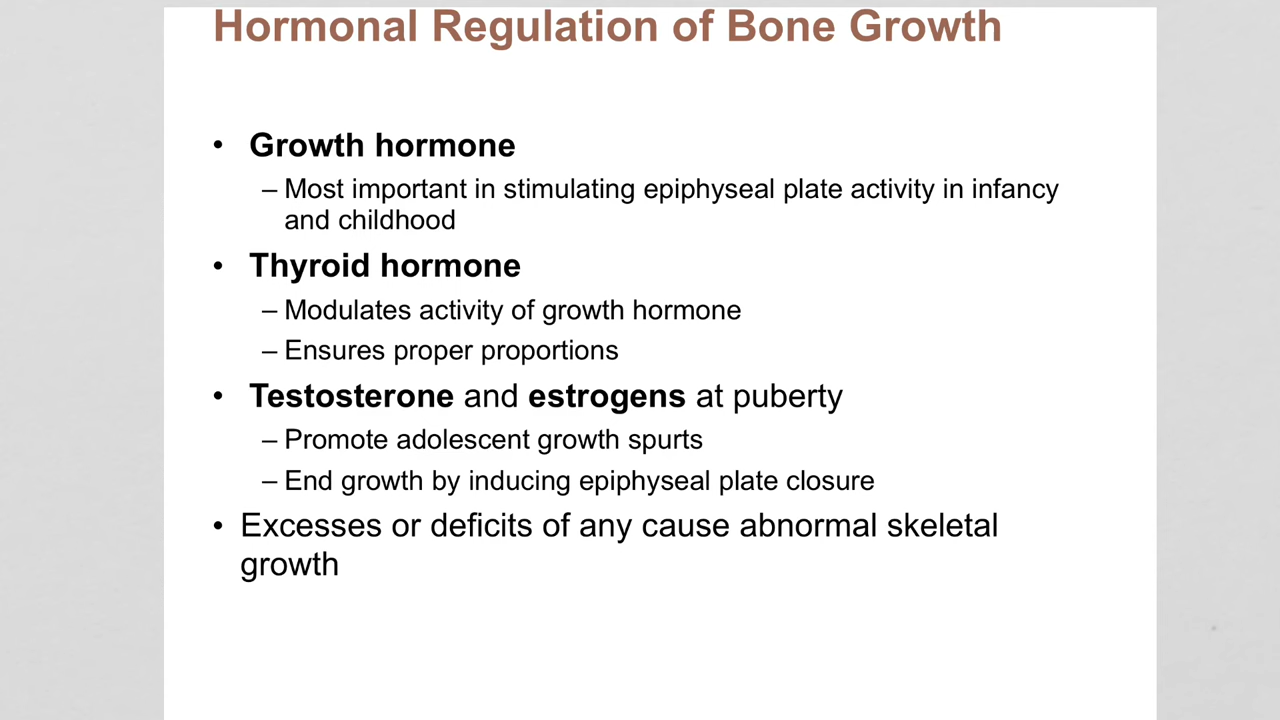 Hormonal Regulation of Bone Growth
• Growth hormone
– Most important in stimulating epiphyseal plate activity in infancy
and childhood
• Thyroid hormone
– Modulates activity of growth hormone
– Ensures proper proportions
• Testosterone and estrogens at puberty
– Promote adolescent growth spurts
– End growth by inducing epiphyseal plate closure
• Excesses or deficits of any cause abnormal skeletal
growth